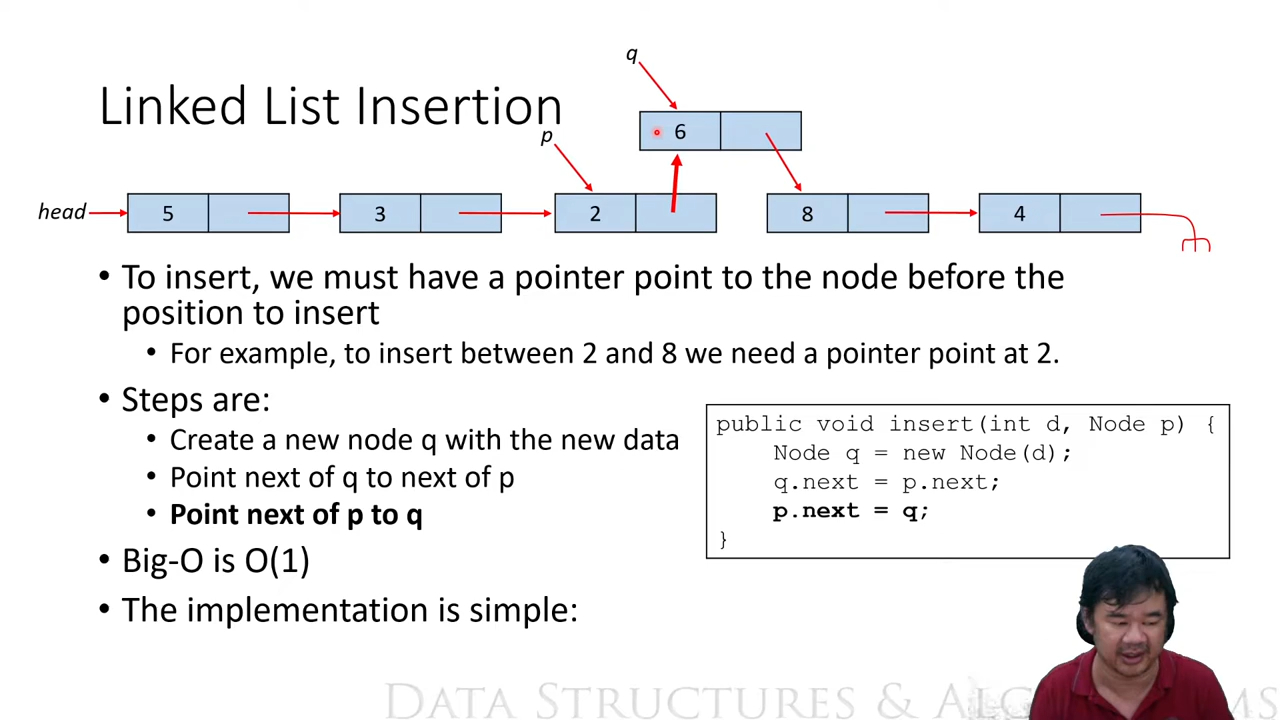 q
Linked List Insertion
p
6
head
5
3
2
8
4
• To insert, we must have a pointer point to the node before the
position to insert
• For example, to insert between 2 and 8 we need a pointer point at 2.
• Steps are:
• Create a new node q with the new data
• Point next of q to next of p
• Point next of p to q
• Big-O is O(1)
• The implementation is simple:
public void insert(int d, Node p) {
Node q = new Node(d);
q.next = p.next;
p.next = q;
}
DATA STRUCTURES &